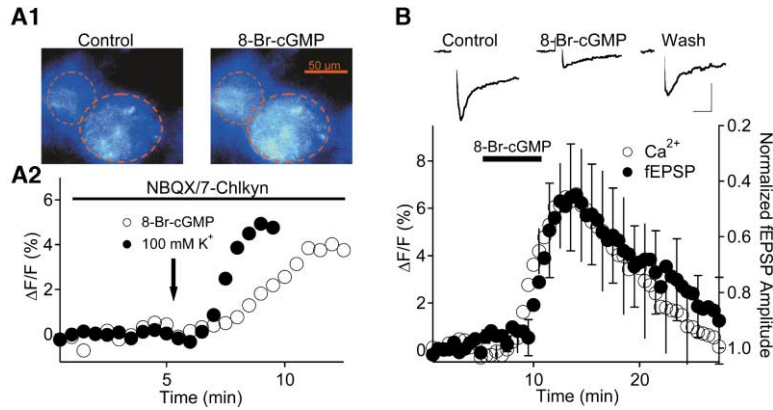 A1
Control
8-Br-cGMP
50 µm
A2
NBQX/7-Chlkyn
8-Br-cGMP
100 mM K+
6
4
2
0
ΔF/F (%)
5
10
Time (min)
B
Control
8-Br-cGMP
Wash
8-Br-cGMP
Ca2+
fEPSP
8
6
4
2
0
ΔF/F (%)
0.2
0.4
0.6
0.8
1.0
Normalized fEPSP Amplitude
10
20
Time (min)